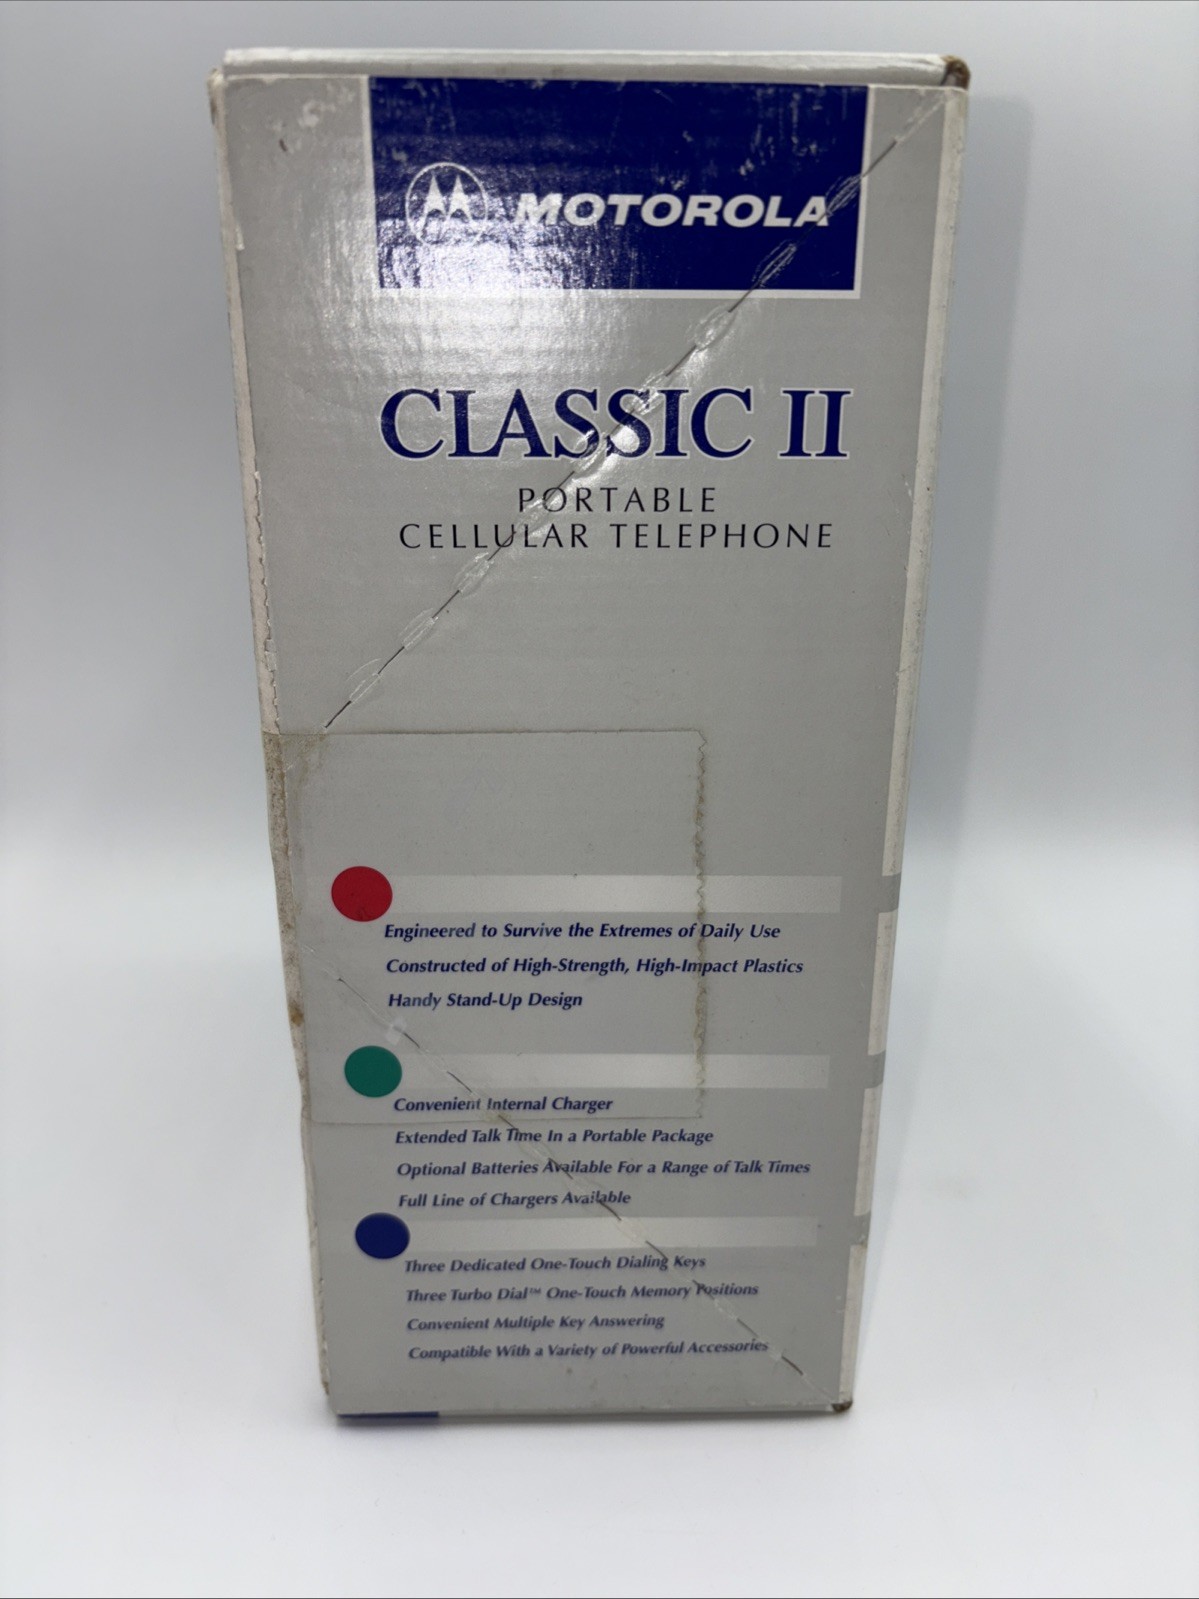 MOTOROLA
CLASSIC II
PORTABLE
CELLULAR TELEPHONE
Engineered to Survive the Extremes of Daily Use
Constructed of High-Strength, High-Impact Plastics
Handy Stand-Up Design
Convenient Internal Charger
Extended Talk Time In a Portable Package
Optional Batteries Available For a Range of Talk Times
Full Line of Chargers Available
Three Dedicated One-Touch Dialing Keys
Three Turbo Dial™ One-Touch Memory Positions
Convenient Multiple Key Answering
Compatible With a Variety of Powerful Accessories